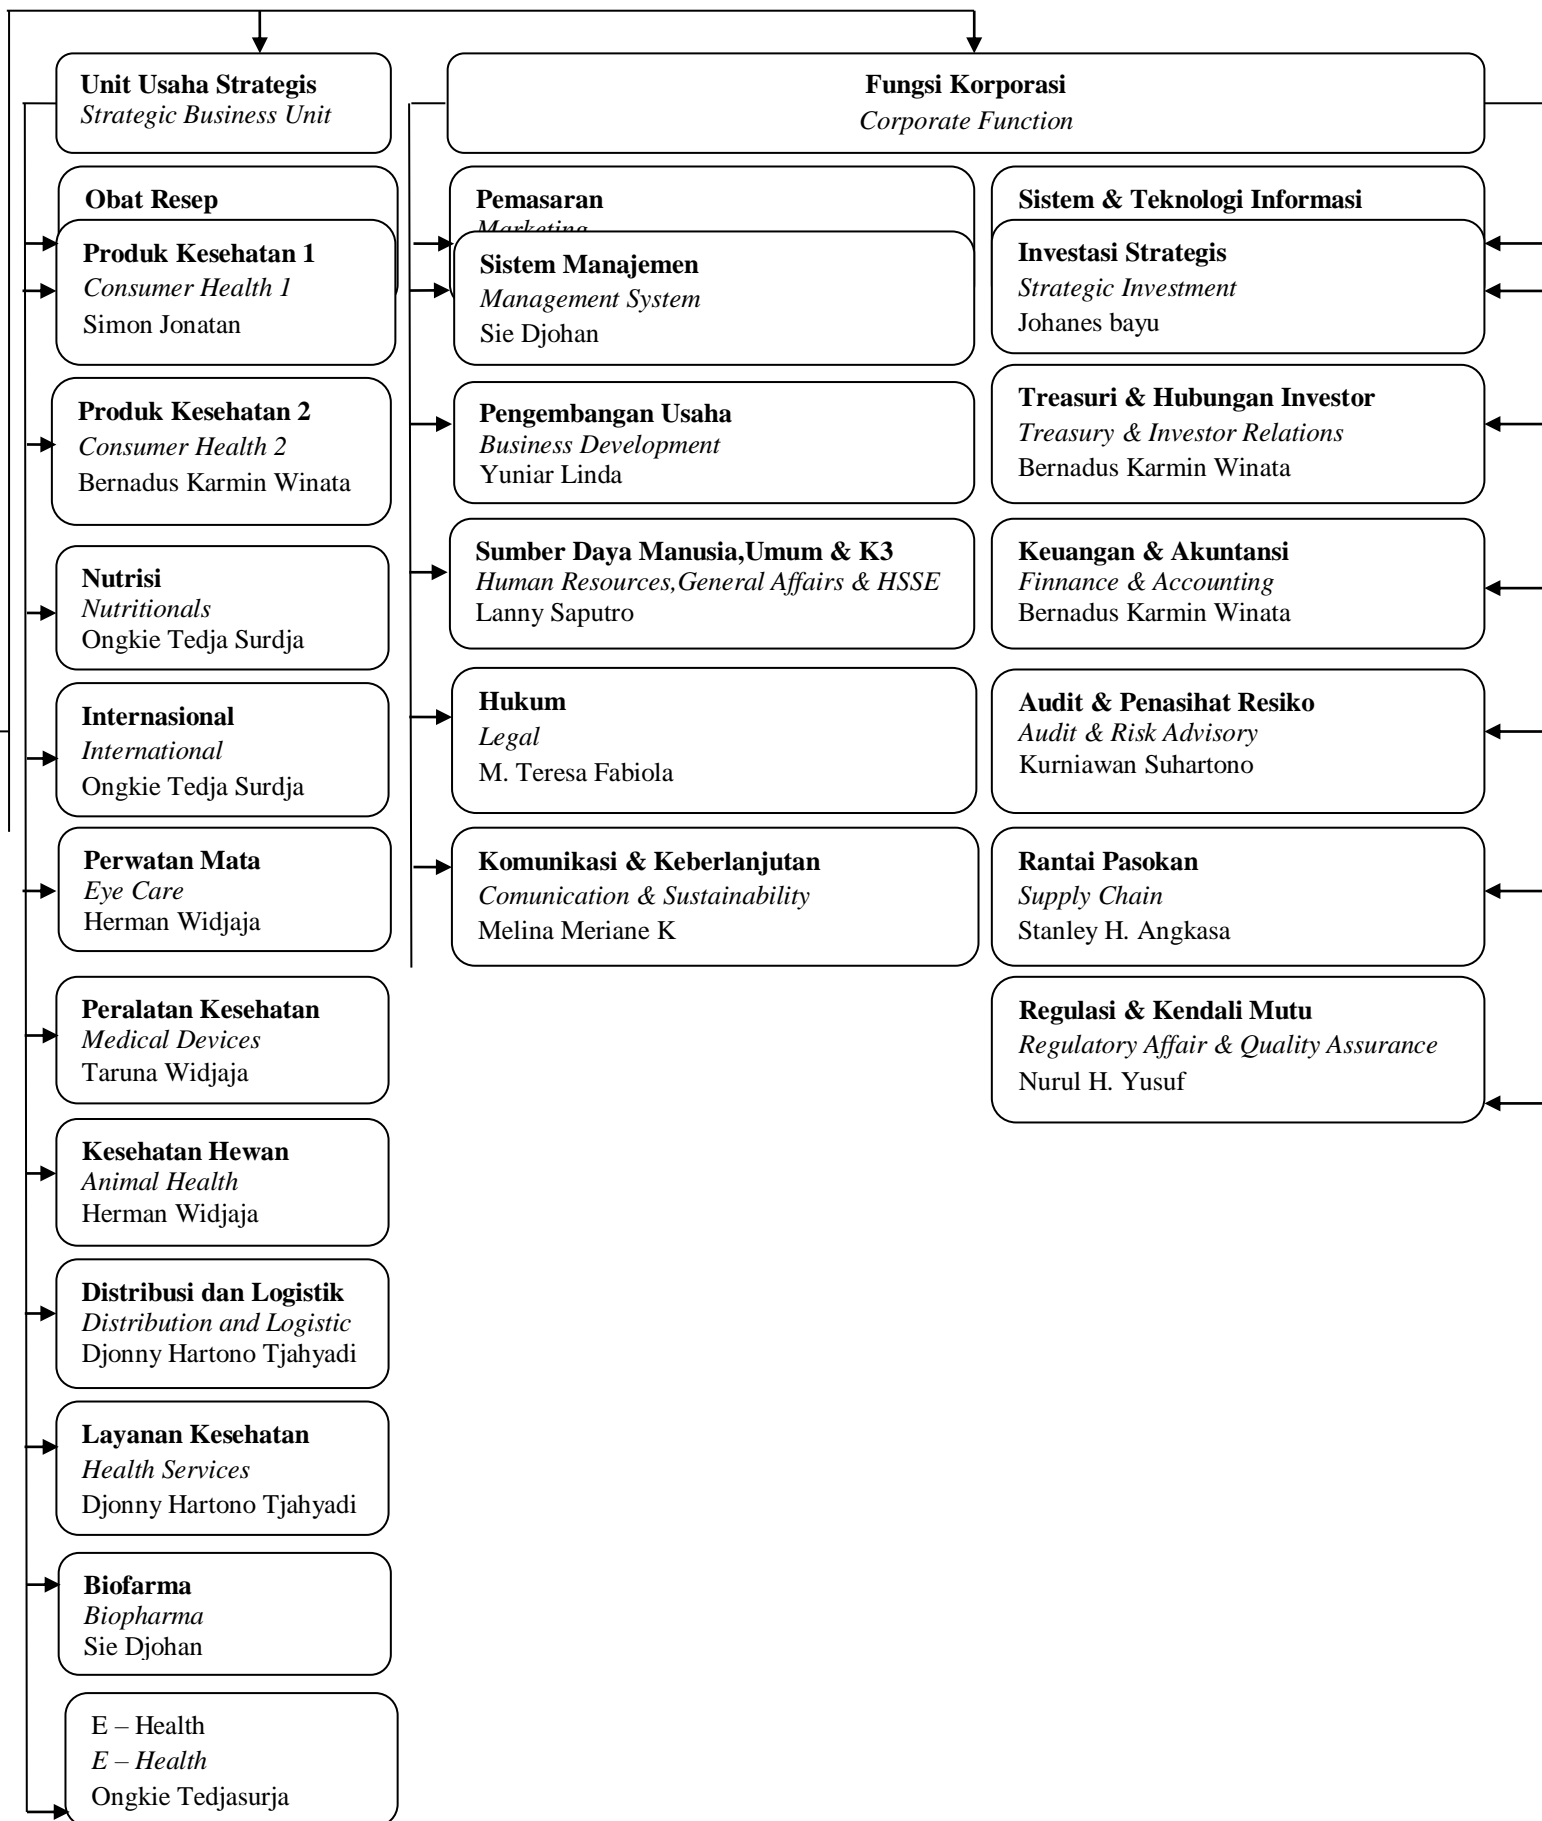 Unit Usaha Strategis
Strategic Business Unit
Obat Resep
Produk Kesehatan 1
Consumer Health 1
Simon Jonatan
Produk Kesehatan 2
Consumer Health 2
Bernadus Karmin Winata
Nutrisi
Nutritionals
Ongkie Tedja Surdja
Internasional
International
Ongkie Tedja Surdja
Perwatan Mata
Eye Care
Herman Widjaja
Peralatan Kesehatan
Medical Devices
Taruna Widjaja
Kesehatan Hewan
Animal Health
Herman Widjaja
Distribusi dan Logistik
Distribution and Logistic
Djonny Hartono Tjahyadi
Layanan Kesehatan
Health Services
Djonny Hartono Tjahyadi
Biofarma
Biopharma
Sie Djohan
E – Health
E – Health
Ongkie Tedjasurja
Fungsi Korporasi
Corporate Function
Pemasaran
Marketing
Sistem Manajemen
Management System
Sie Djohan
Pengembangan Usaha
Business Development
Yuniar Linda
Sumber Daya Manusia,Umum & K3
Human Resources,General Affairs & HSSE
Lanny Saputro
Hukum
Legal
M. Teresa Fabiola
Komunikasi & Keberlanjutan
Comunication & Sustainability
Melina Meriane K
Sistem & Teknologi Informasi
Investasi Strategis
Strategic Investment
Johanes bayu
Treasuri & Hubungan Investor
Treasury & Investor Relations
Bernadus Karmin Winata
Keuangan & Akuntansi
Finnance & Accounting
Bernadus Karmin Winata
Audit & Penasihat Resiko
Audit & Risk Advisory
Kurniawan Suhartono
Rantai Pasokan
Supply Chain
Stanley H. Angkasa
Regulasi & Kendali Mutu
Regulatory Affair & Quality Assurance
Nurul H. Yusuf